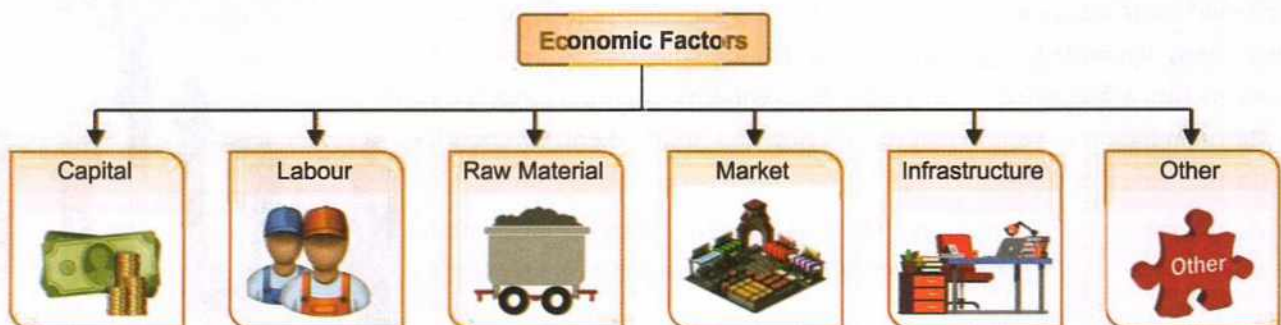 Economic Factors
Capital
Labour
Raw Material
Market
Infrastructure
Other
Other